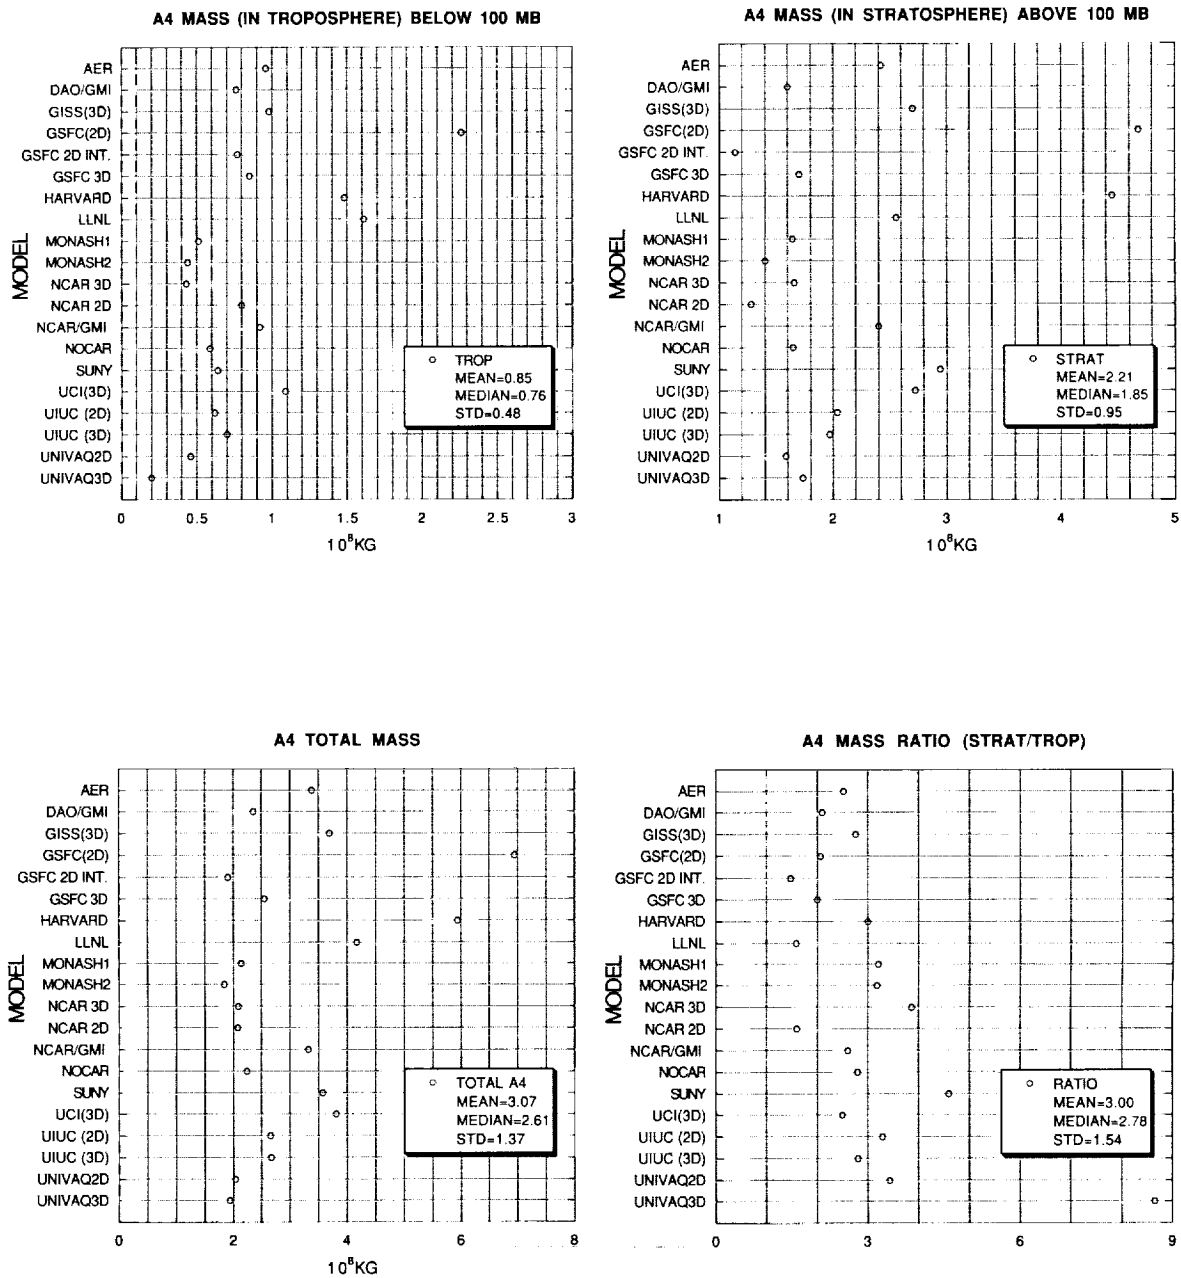 A4 MASS (IN TROPOSPHERE) BELOW 100 MB
AER
DAO/GMI
GISS(3D)
GSFC(2D)
GSFC 2D INT.
GSFC 3D
HARVARD
LLNL
MONASH1
MONASH2
NCAR 3D
NCAR 2D
NCAR/GMI
NOCAR
SUNY
UCI(3D)
UIUC (2D)
UIUC (3D)
UNIVAQ2D
UNIVAQ3D
MODEL
TROP
MEAN=0.85
MEDIAN=0.76
STD=0.48
0 0.5 1 1.5 2 2.5 3
10⁸KG
A4 MASS (IN STRATOSPHERE) ABOVE 100 MB
AER
DAO/GMI
GISS(3D)
GSFC(2D)
GSFC 2D INT.
GSFC 3D
HARVARD
LLNL
MONASH1
MONASH2
NCAR 3D
NCAR 2D
NCAR/GMI
NOCAR
SUNY
UCI(3D)
UIUC (2D)
UIUC (3D)
UNIVAQ2D
UNIVAQ3D
MODEL
STRAT
MEAN=2.21
MEDIAN=1.85
STD=0.95
1 2 3 4 5
10⁸KG
A4 TOTAL MASS
AER
DAO/GMI
GISS(3D)
GSFC(2D)
GSFC 2D INT.
GSFC 3D
HARVARD
LLNL
MONASH1
MONASH2
NCAR 3D
NCAR 2D
NCAR/GMI
NOCAR
SUNY
UCI(3D)
UIUC (2D)
UIUC (3D)
UNIVAQ2D
UNIVAQ3D
MODEL
TOTAL A4
MEAN=3.07
MEDIAN=2.61
STD=1.37
0 2 4 6 8
10⁸KG
A4 MASS RATIO (STRAT/TROP)
AER
DAO/GMI
GISS(3D)
GSFC(2D)
GSFC 2D INT.
GSFC 3D
HARVARD
LLNL
MONASH1
MONASH2
NCAR 3D
NCAR 2D
NCAR/GMI
NOCAR
SUNY
UCI(3D)
UIUC (2D)
UIUC (3D)
UNIVAQ2D
UNIVAQ3D
MODEL
RATIO
MEAN=3.00
MEDIAN=2.78
STD=1.54
0 3 6 9